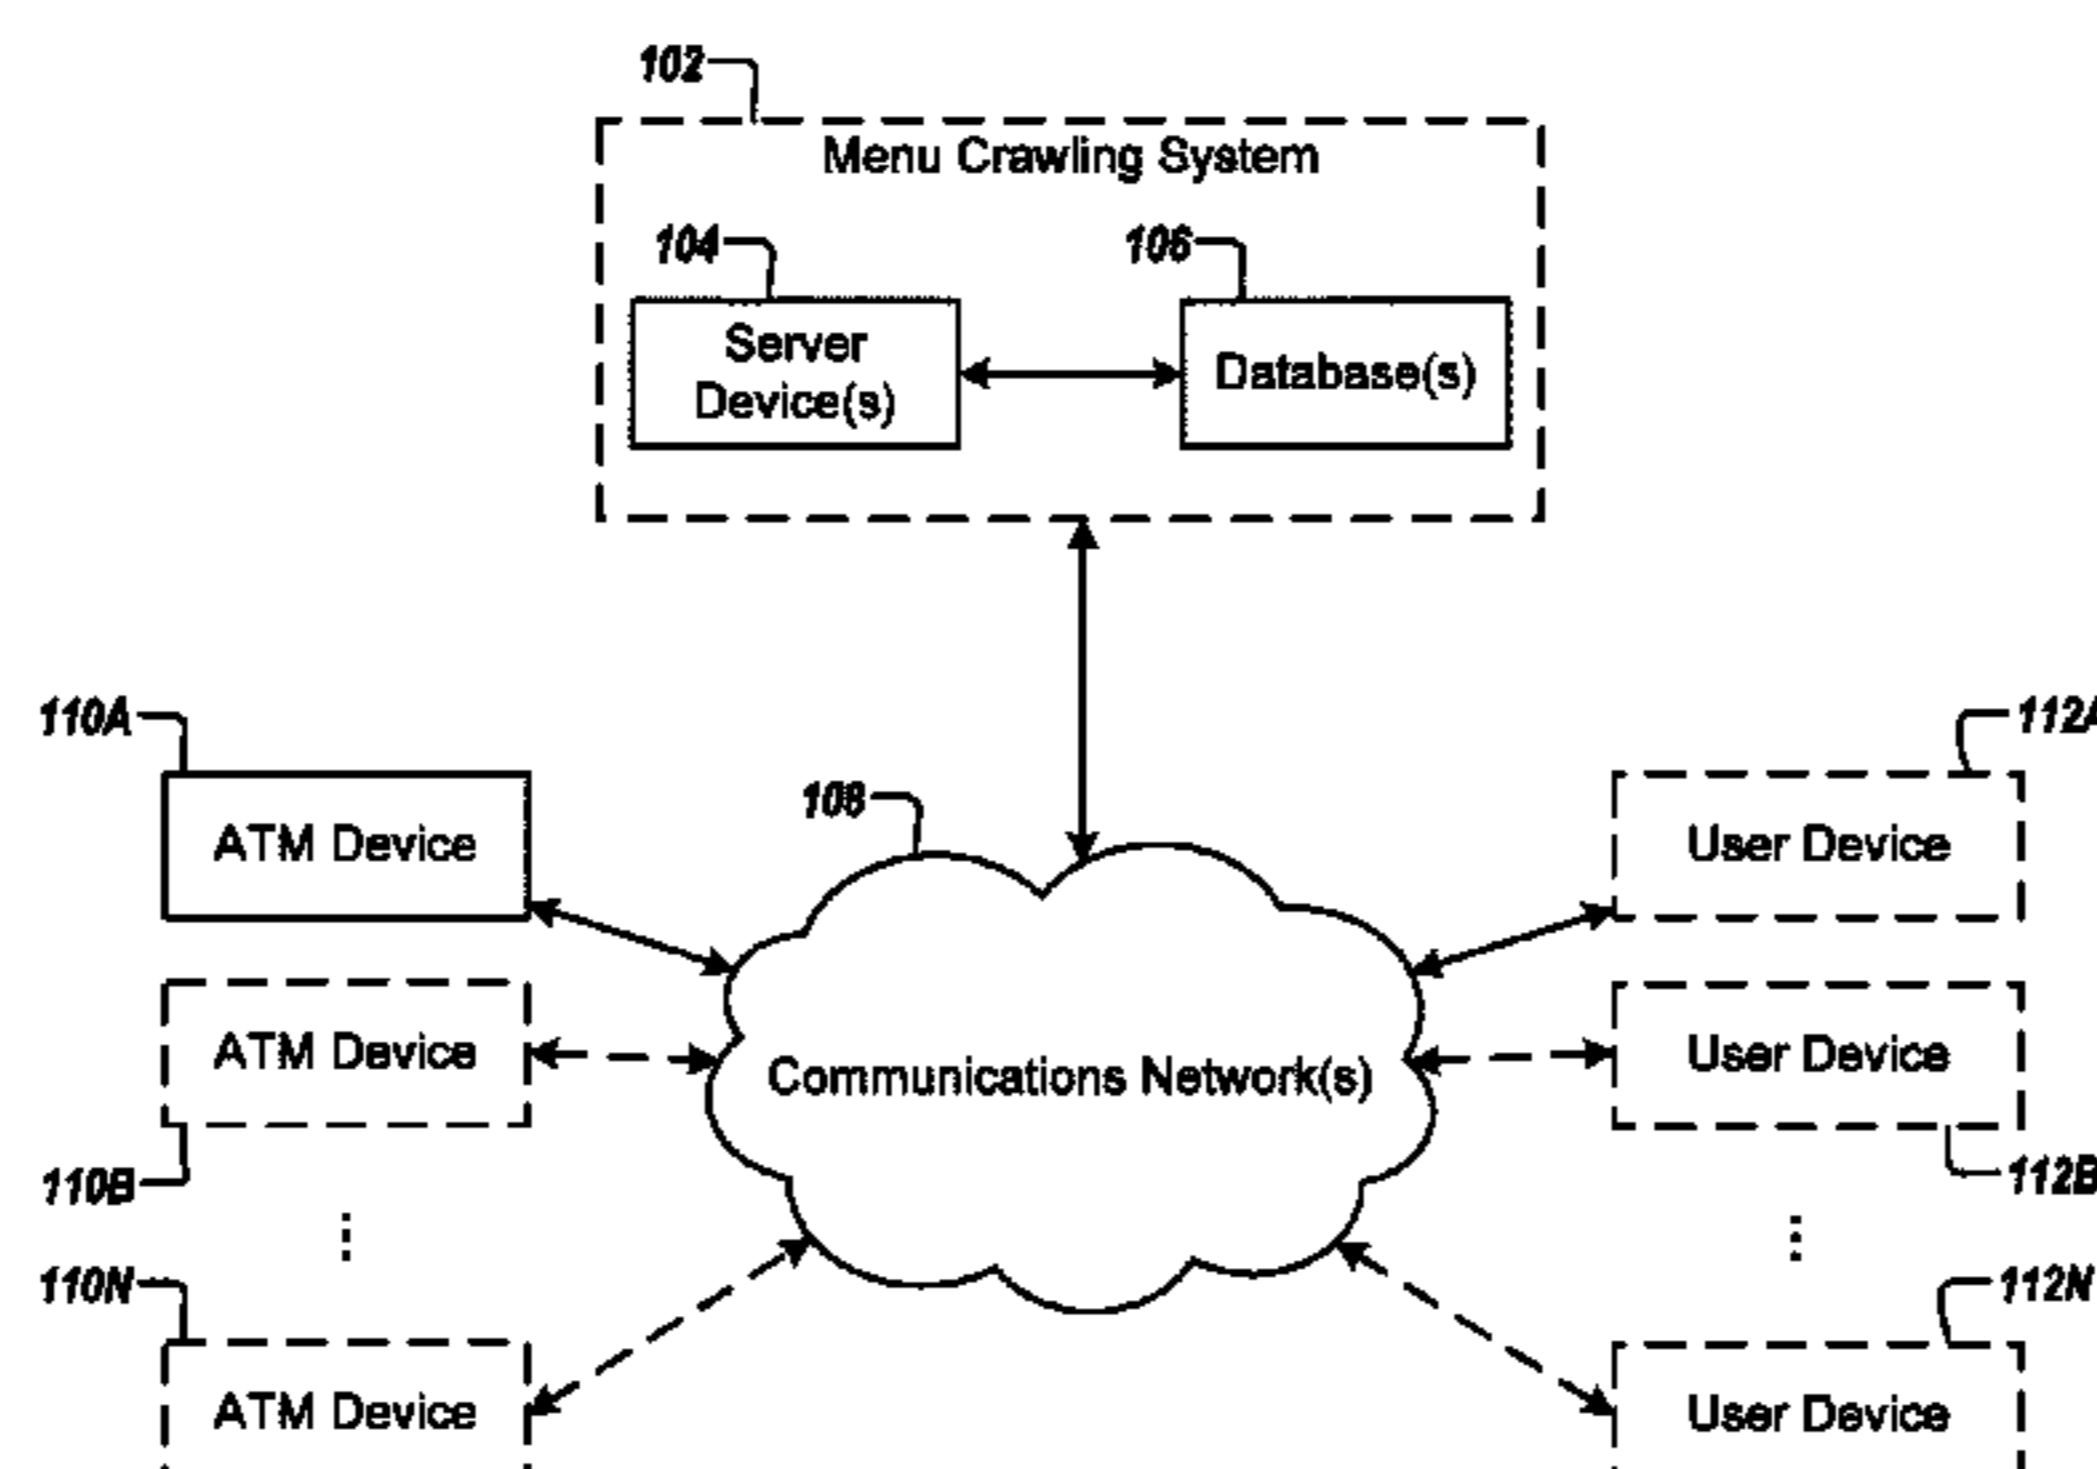 102
Menu Crawling System
104
106
Server
Device(s)
Database(s)
110A
112A
108
ATM Device
User Device
ATM Device
User Device
Communications Network(s)
110B
112B
110N
112N
ATM Device
User Device